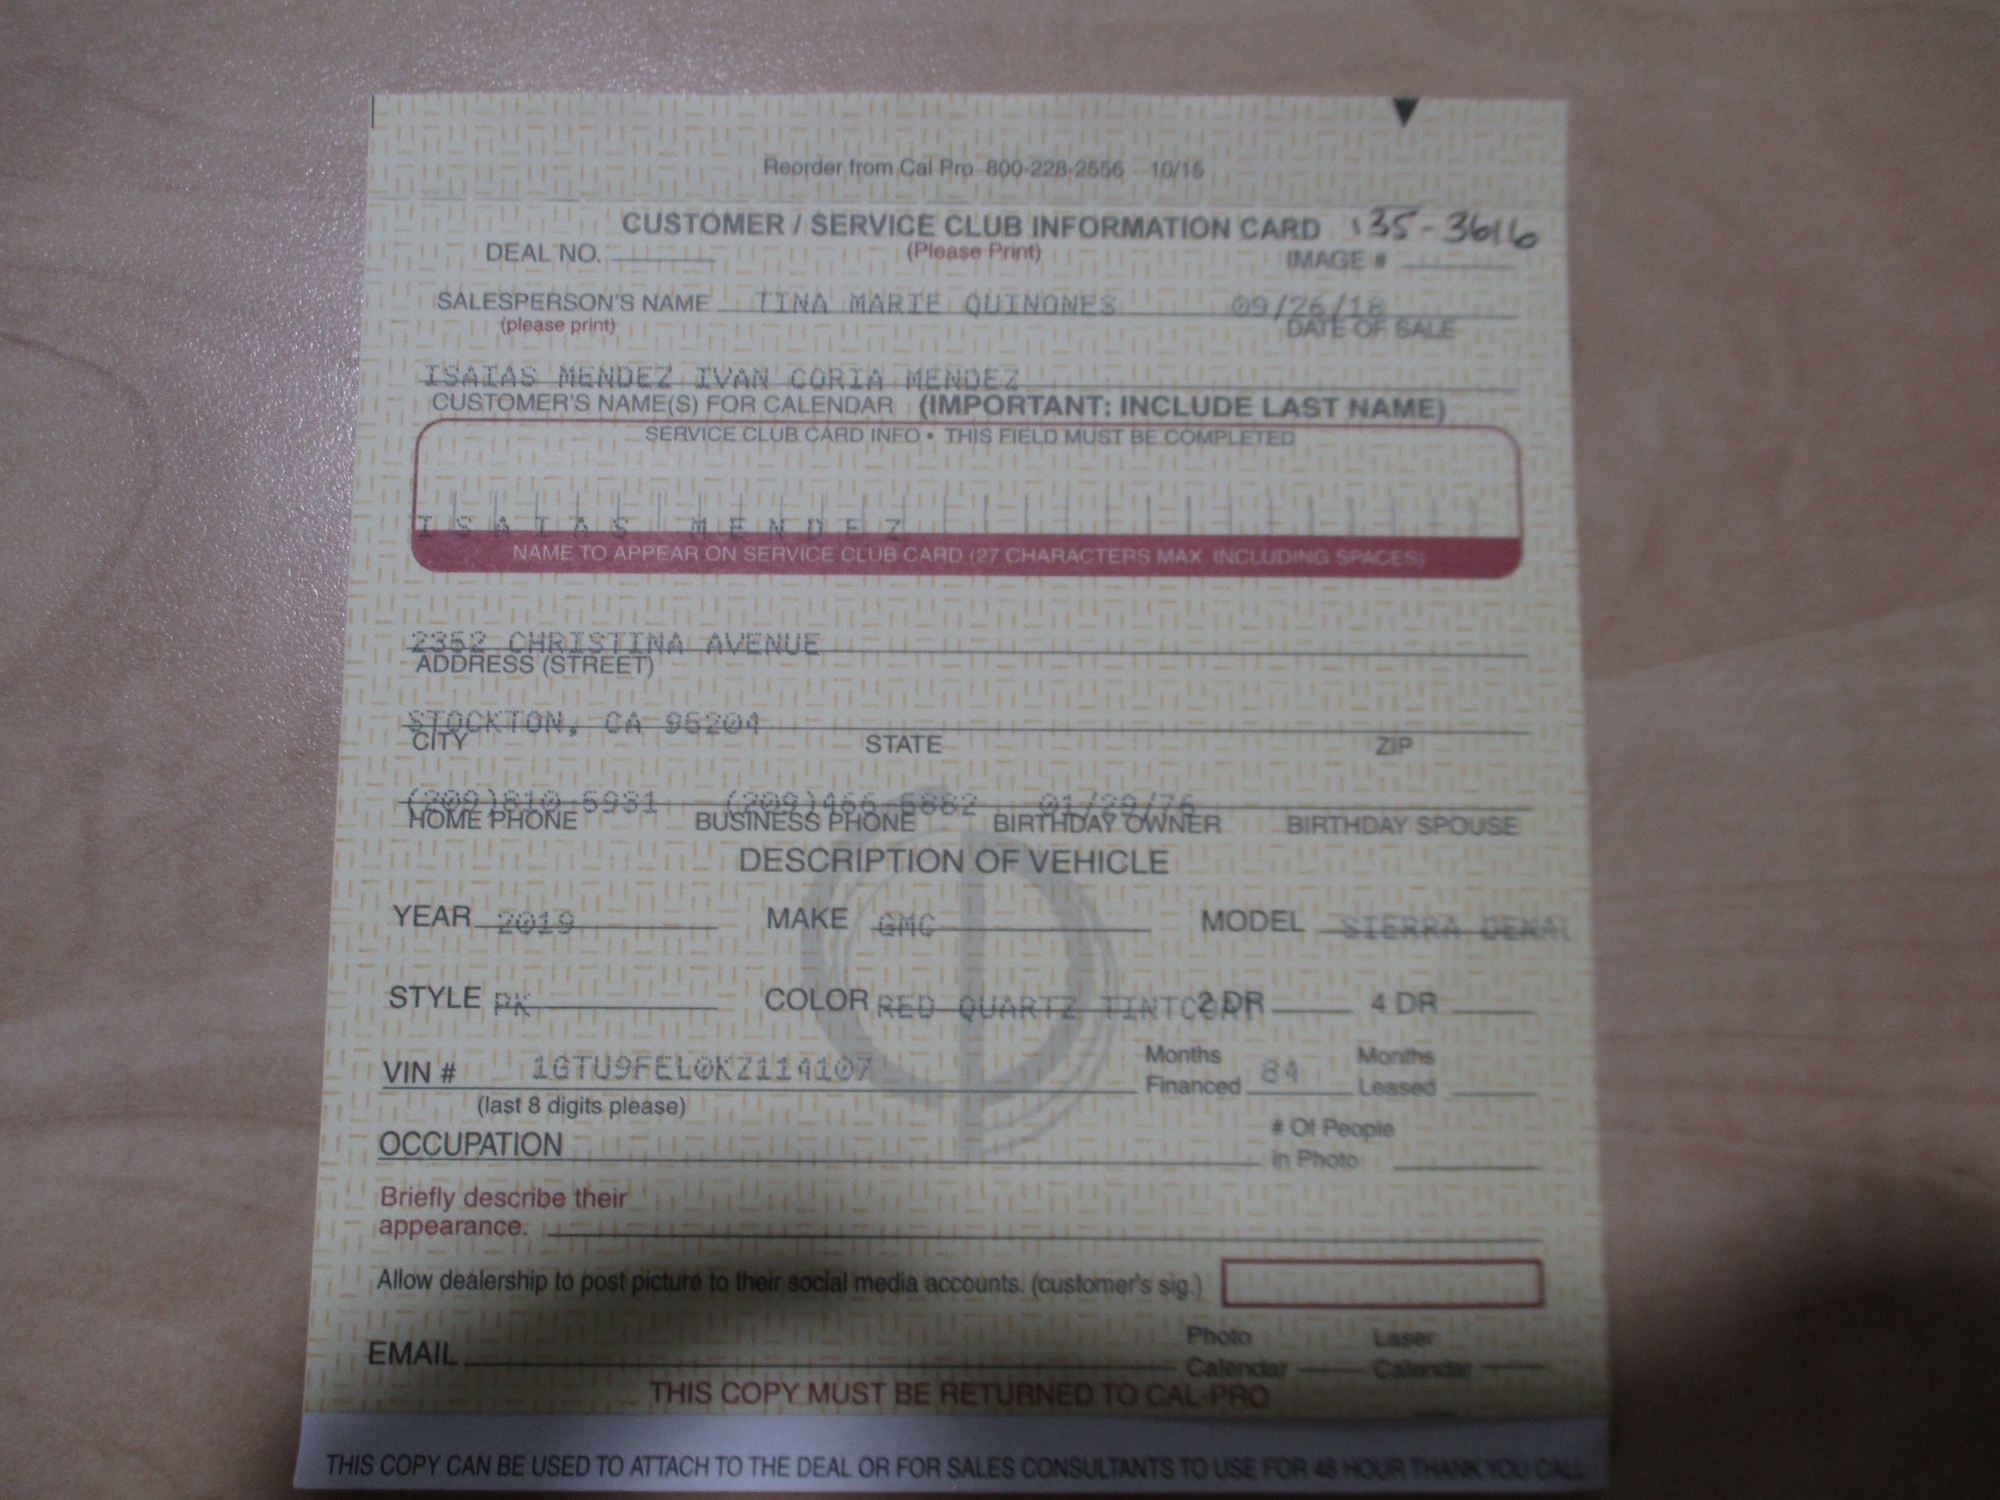 Reorder from Cal Pro 800-228-2556 10/15
CUSTOMER / SERVICE CLUB INFORMATION CARD 135-3616
DEAL NO. (Please Print) IMAGE #
SALESPERSON'S NAME TINA MARIE QUINONES 09/26/18
(please print) DATE OF SALE
ISAIAS MENDEZ IVAN CORIA MENDEZ
CUSTOMER'S NAME(S) FOR CALENDAR (IMPORTANT: INCLUDE LAST NAME)
SERVICE CLUB CARD INFO • THIS FIELD MUST BE COMPLETED
ISAIAS MENDEZ
NAME TO APPEAR ON SERVICE CLUB CARD (27 CHARACTERS MAX. INCLUDING SPACES)
2352 CHRISTINA AVENUE
ADDRESS (STREET)
STOCKTON, CA 95204
CITY STATE ZIP
(209)810-5931 (209)466-6882 01/29/76
HOME PHONE BUSINESS PHONE BIRTHDAY OWNER BIRTHDAY SPOUSE
DESCRIPTION OF VEHICLE
YEAR 2019 MAKE GMC MODEL SIERRA DENAL
STYLE PK COLOR RED QUARTZ TINTCOAT 2 DR 4 DR
VIN # 1GTU9FEL0KZ114107 Months Financed 84 Months Leased
(last 8 digits please)
OCCUPATION # Of People in Photo
Briefly describe their
appearance.
Allow dealership to post picture to their social media accounts. (customer's sig.)
EMAIL Photo Calendar Laser Calendar
THIS COPY MUST BE RETURNED TO CAL-PRO
THIS COPY CAN BE USED TO ATTACH TO THE DEAL OR FOR SALES CONSULTANTS TO USE FOR 48 HOUR THANK YOU CALL